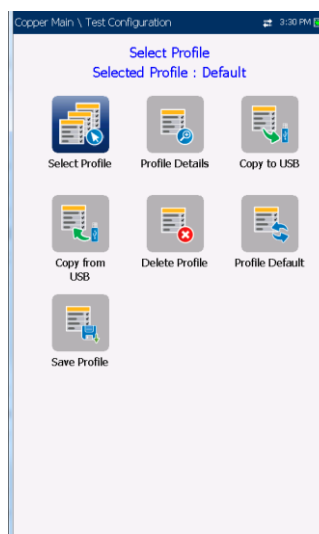 Copper Main \ Test Configuration 3:30 PM
Select Profile
Selected Profile : Default
Select Profile Profile Details Copy to USB
Copy from USB Delete Profile Profile Default
Save Profile